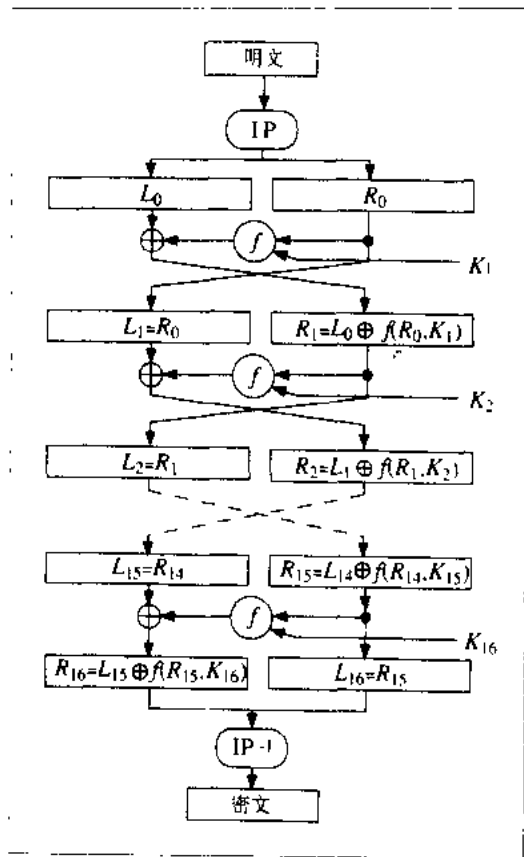 明文
IP
L₀ R₀
f
K₁
L₁=R₀ R₁=L₀⊕f(R₀,K₁)
f
K₂
L₂=R₁ R₂=L₁⊕f(R₁,K₂)
L₁₅=R₁₄ R₁₅=L₁₄⊕f(R₁₄,K₁₅)
f
K₁₆
R₁₆=L₁₅⊕f(R₁₅,K₁₆) L₁₆=R₁₅
IP-1
密文